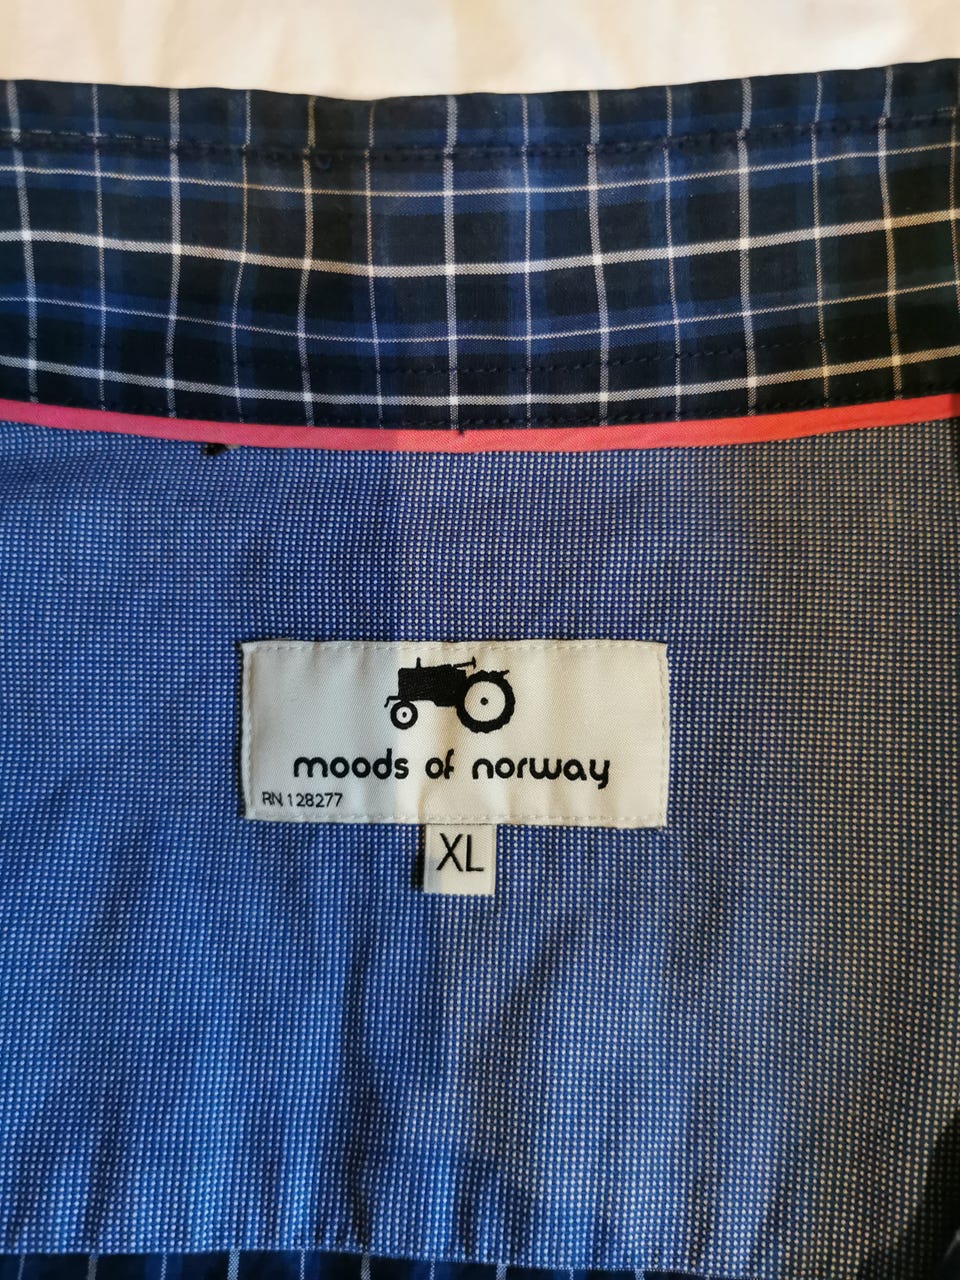 moods of norway
RN 128277
XL